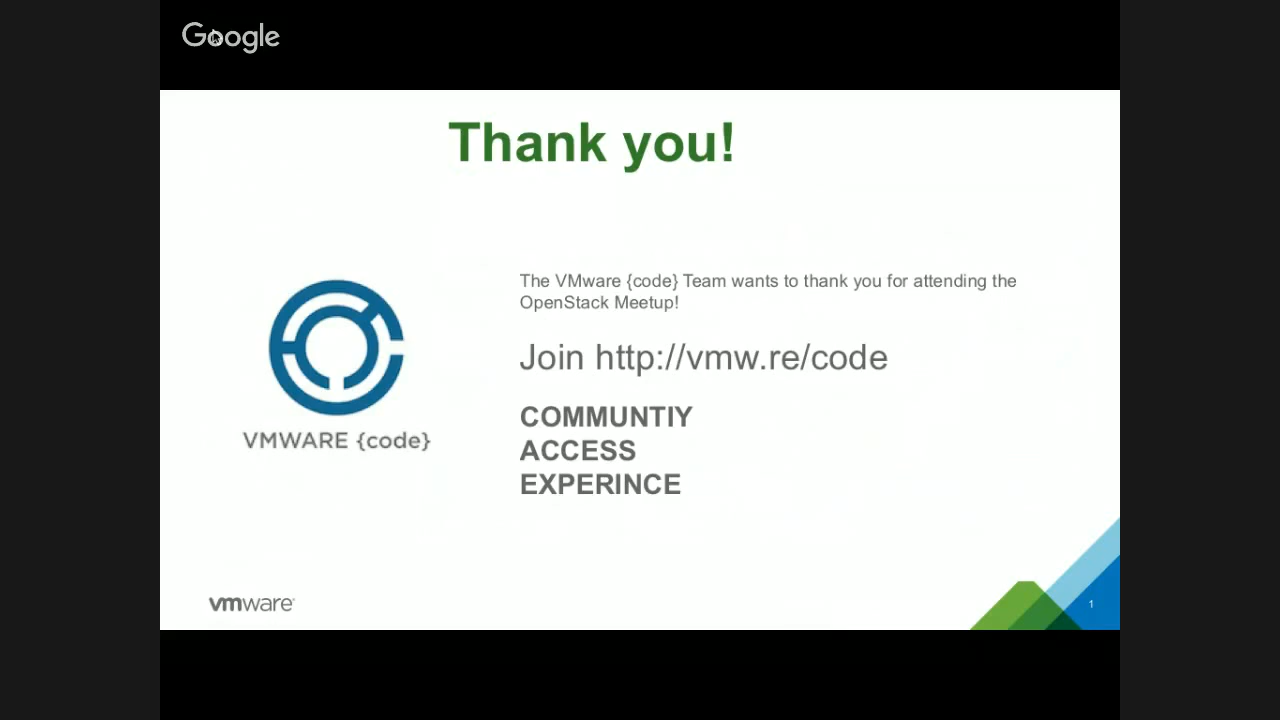 Google
Thank you!
The VMware {code} Team wants to thank you for attending the
OpenStack Meetup!
Join http://vmw.re/code
COMMUNTIY
ACCESS
EXPERINCE
VMWARE {code}
vmware
1